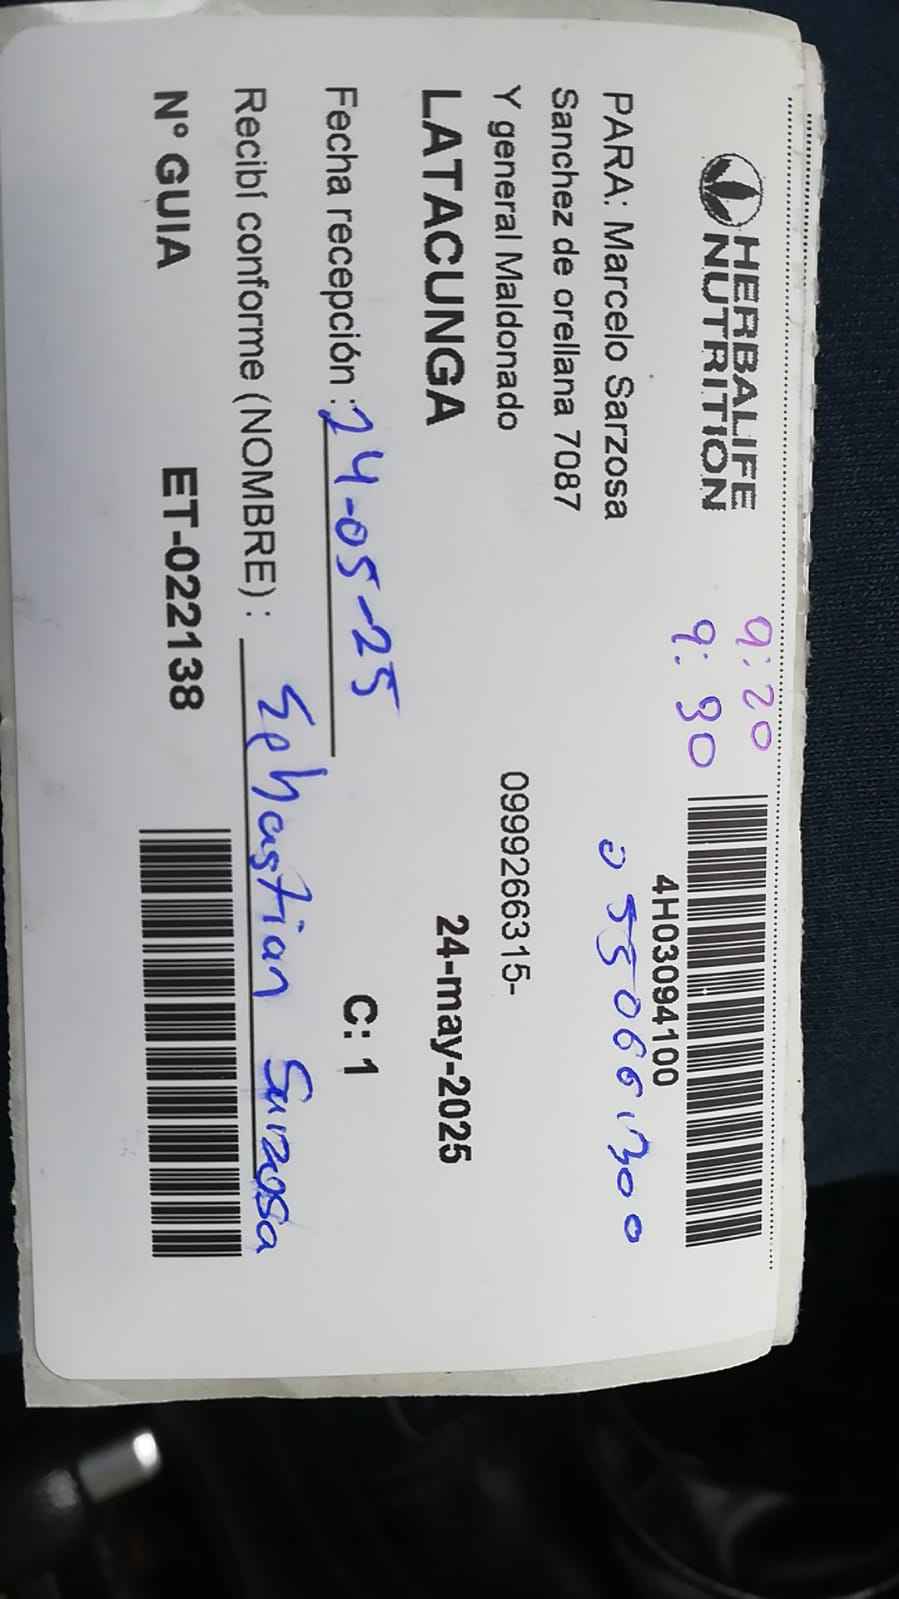 HERBALIFE
NUTRITION
9:20
9:30
4H03094100
PARA: Marcelo Sarzosa
Sanchez de orellana 7087
Y general Maldonado
0999266315-
LATACUNGA
24-may-2025
Fecha recepción : 24-05-25
C: 1
Recibí conforme (NOMBRE) : Sebhastian Sarzosa
N° GUIA
ET-022138